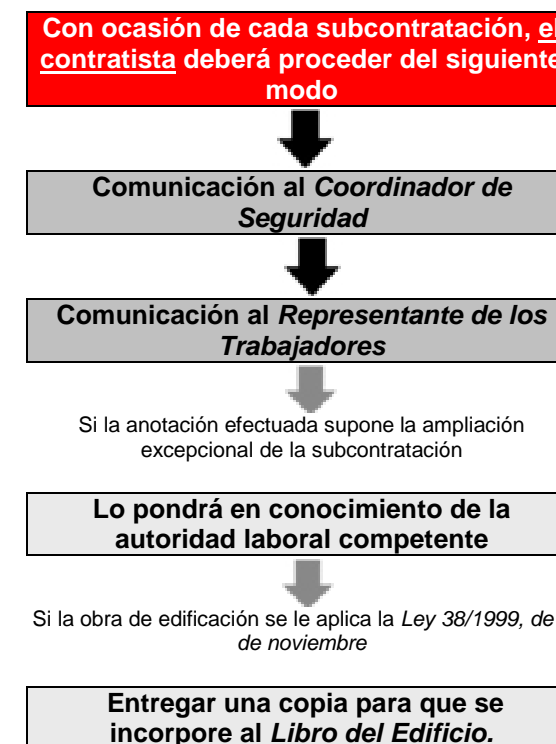 Con ocasión de cada subcontratación, el
contratista deberá proceder del siguiente
modo
Comunicación al Coordinador de
Seguridad
Comunicación al Representante de los
Trabajadores
Si la anotación efectuada supone la ampliación
excepcional de la subcontratación
Lo pondrá en conocimiento de la
autoridad laboral competente
Si la obra de edificación se le aplica la Ley 38/1999, de
de noviembre
Entregar una copia para que se
incorpore al Libro del Edificio.